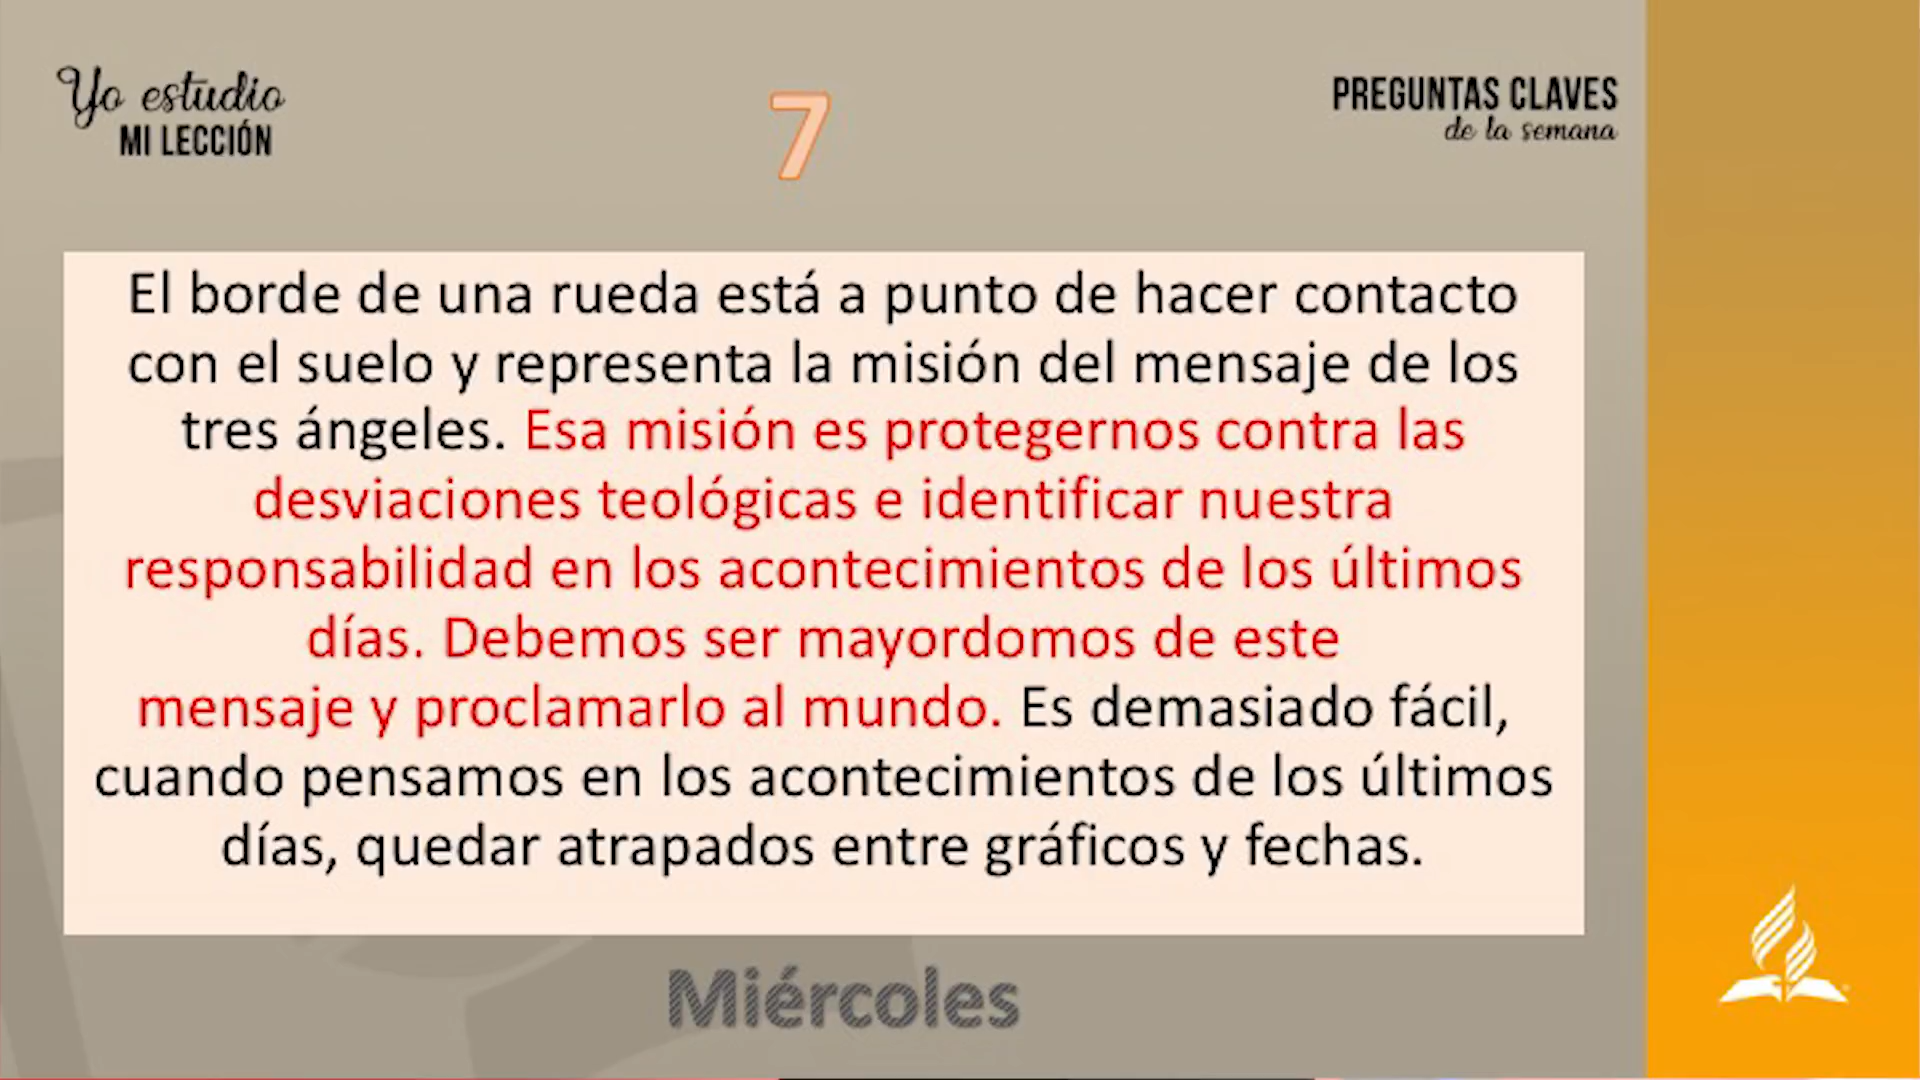 Yo estudio
MI LECCIÓN
7
PREGUNTAS CLAVES
de la semana
El borde de una rueda está a punto de hacer contacto
con el suelo y representa la misión del mensaje de los
tres ángeles. Esa misión es protegernos contra las
desviaciones teológicas e identificar nuestra
responsabilidad en los acontecimientos de los últimos
días. Debemos ser mayordomos de este
mensaje y proclamarlo al mundo. Es demasiado fácil,
cuando pensamos en los acontecimientos de los últimos
días, quedar atrapados entre gráficos y fechas.
Miércoles